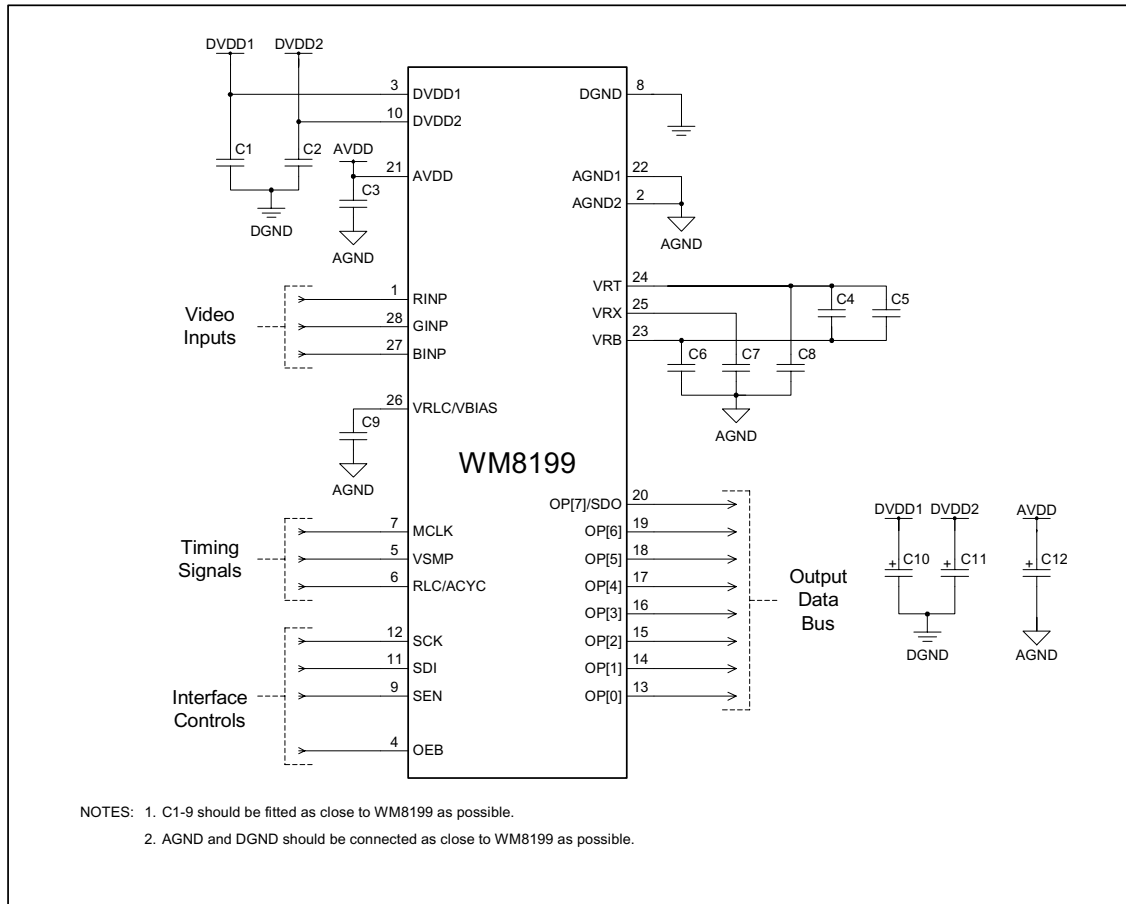 DVDD1 DVDD2
3 DVDD1
10 DVDD2
C1 C2
DGND
AVDD
21 AVDD
C3
AGND
DGND 8
AGND1 22
AGND2 2
AGND
Video
Inputs
1 RINP
28 GINP
27 BINP
VRT 24
VRX 25
VRB 23
C4 C5
C6 C7 C8
AGND
26 VRLC/VBIAS
C9
AGND
WM8199
Timing
Signals
7 MCLK
5 VSMP
6 RLC/ACYC
Interface
Controls
12 SCK
11 SDI
9 SEN
4 OEB
OP[7]/SDO 20
OP[6] 19
OP[5] 18
OP[4] 17
OP[3] 16
OP[2] 15
OP[1] 14
OP[0] 13
Output
Data
Bus
DVDD1 DVDD2 AVDD
+ C10 + C11 + C12
DGND AGND
NOTES: 1. C1-9 should be fitted as close to WM8199 as possible.
2. AGND and DGND should be connected as close to WM8199 as possible.